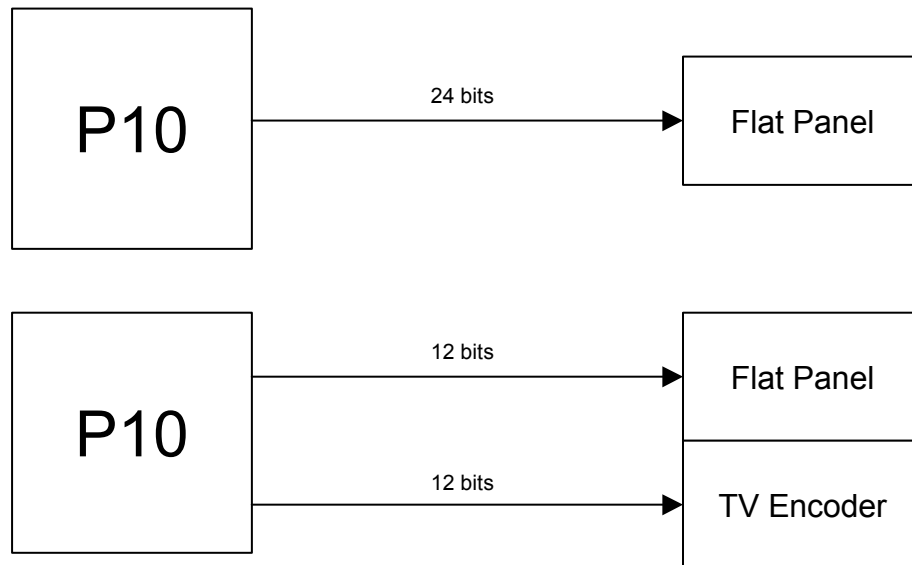 P10
24 bits
Flat Panel
P10
12 bits
Flat Panel
12 bits
TV Encoder